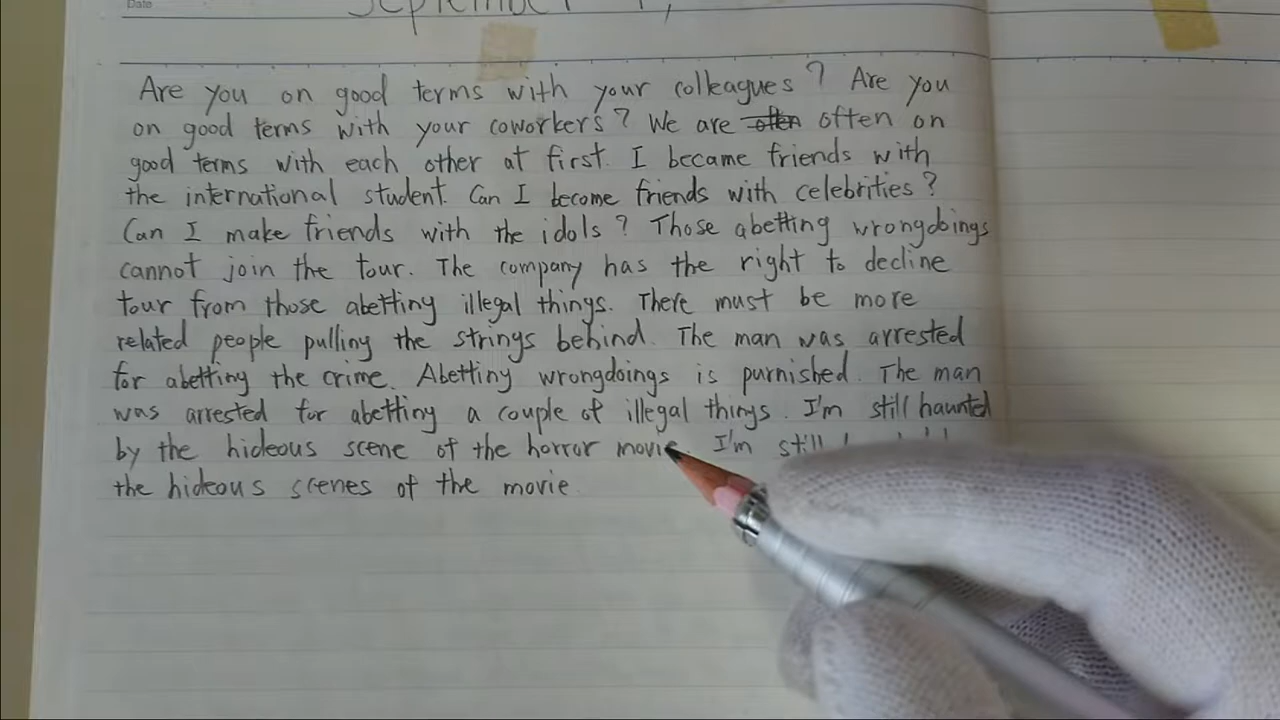 Date September
Are you on good terms with your colleagues? Are you
on good terms with your coworkers? We are often often on
good terms with each other at first. I became friends with
the international student. Can I become friends with celebrities?
Can I make friends with the idols? Those abetting wrongdoings
cannot join the tour. The company has the right to decline
tour from those abetting illegal things. There must be more
related people pulling the strings behind. The man was arrested
for abetting the crime. Abetting wrongdoings is purnished. The man
was arrested for abetting a couple of illegal things. I'm still haunted
by the hideous scene of the horror movie. I'm still
the hideous scenes of the movie.